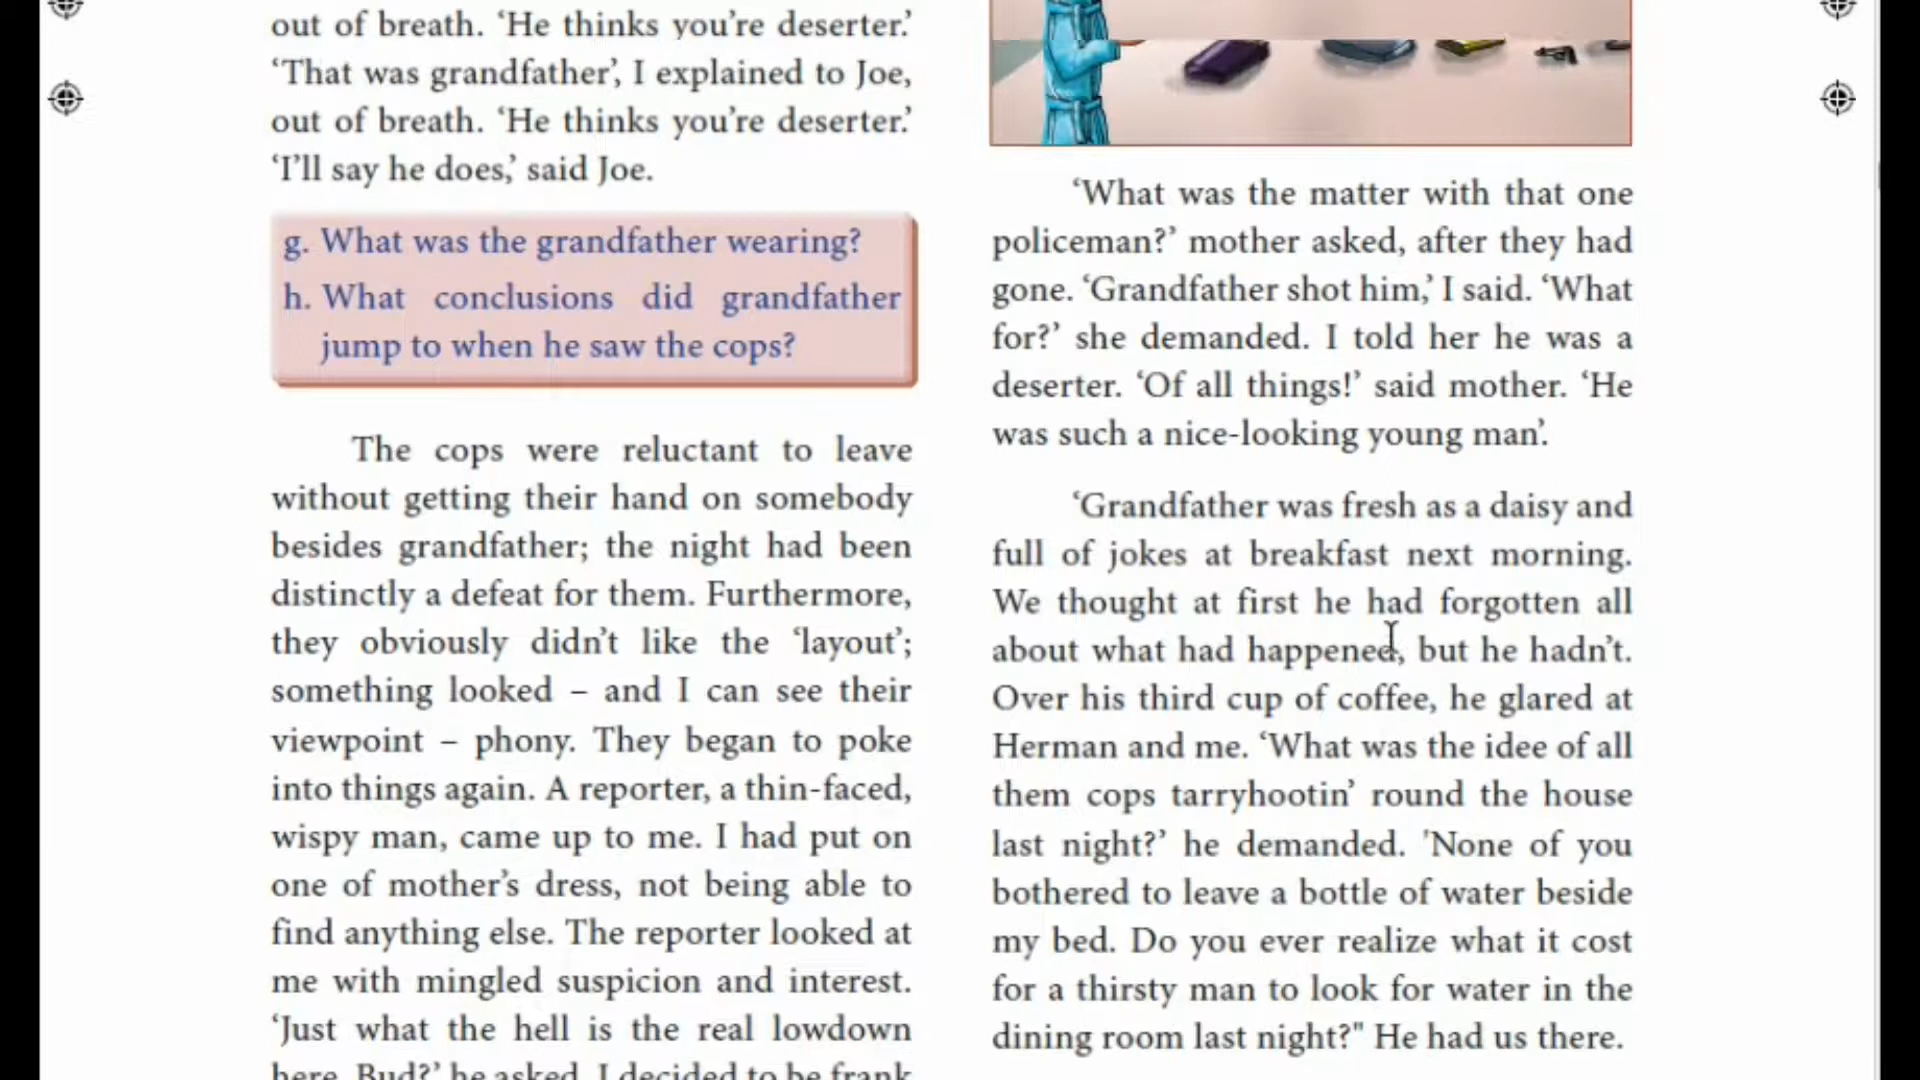 out of breath. ‘He thinks you’re deserter.’
‘That was grandfather’, I explained to Joe,
out of breath. ‘He thinks you’re deserter.’
‘I’ll say he does,’ said Joe.
g. What was the grandfather wearing?
h. What conclusions did grandfather
jump to when he saw the cops?
The cops were reluctant to leave
without getting their hand on somebody
besides grandfather; the night had been
distinctly a defeat for them. Furthermore,
they obviously didn’t like the ‘layout’;
something looked – and I can see their
viewpoint – phony. They began to poke
into things again. A reporter, a thin-faced,
wispy man, came up to me. I had put on
one of mother’s dress, not being able to
find anything else. The reporter looked at
me with mingled suspicion and interest.
‘Just what the hell is the real lowdown
here, Bud?’ he asked. I decided to be frank
‘What was the matter with that one
policeman?’ mother asked, after they had
gone. ‘Grandfather shot him,’ I said. ‘What
for?’ she demanded. I told her he was a
deserter. ‘Of all things!’ said mother. ‘He
was such a nice-looking young man’.
‘Grandfather was fresh as a daisy and
full of jokes at breakfast next morning.
We thought at first he had forgotten all
about what had happened, but he hadn’t.
Over his third cup of coffee, he glared at
Herman and me. ‘What was the idee of all
them cops tarryhootin’ round the house
last night?’ he demanded. 'None of you
bothered to leave a bottle of water beside
my bed. Do you ever realize what it cost
for a thirsty man to look for water in the
dining room last night?" He had us there.